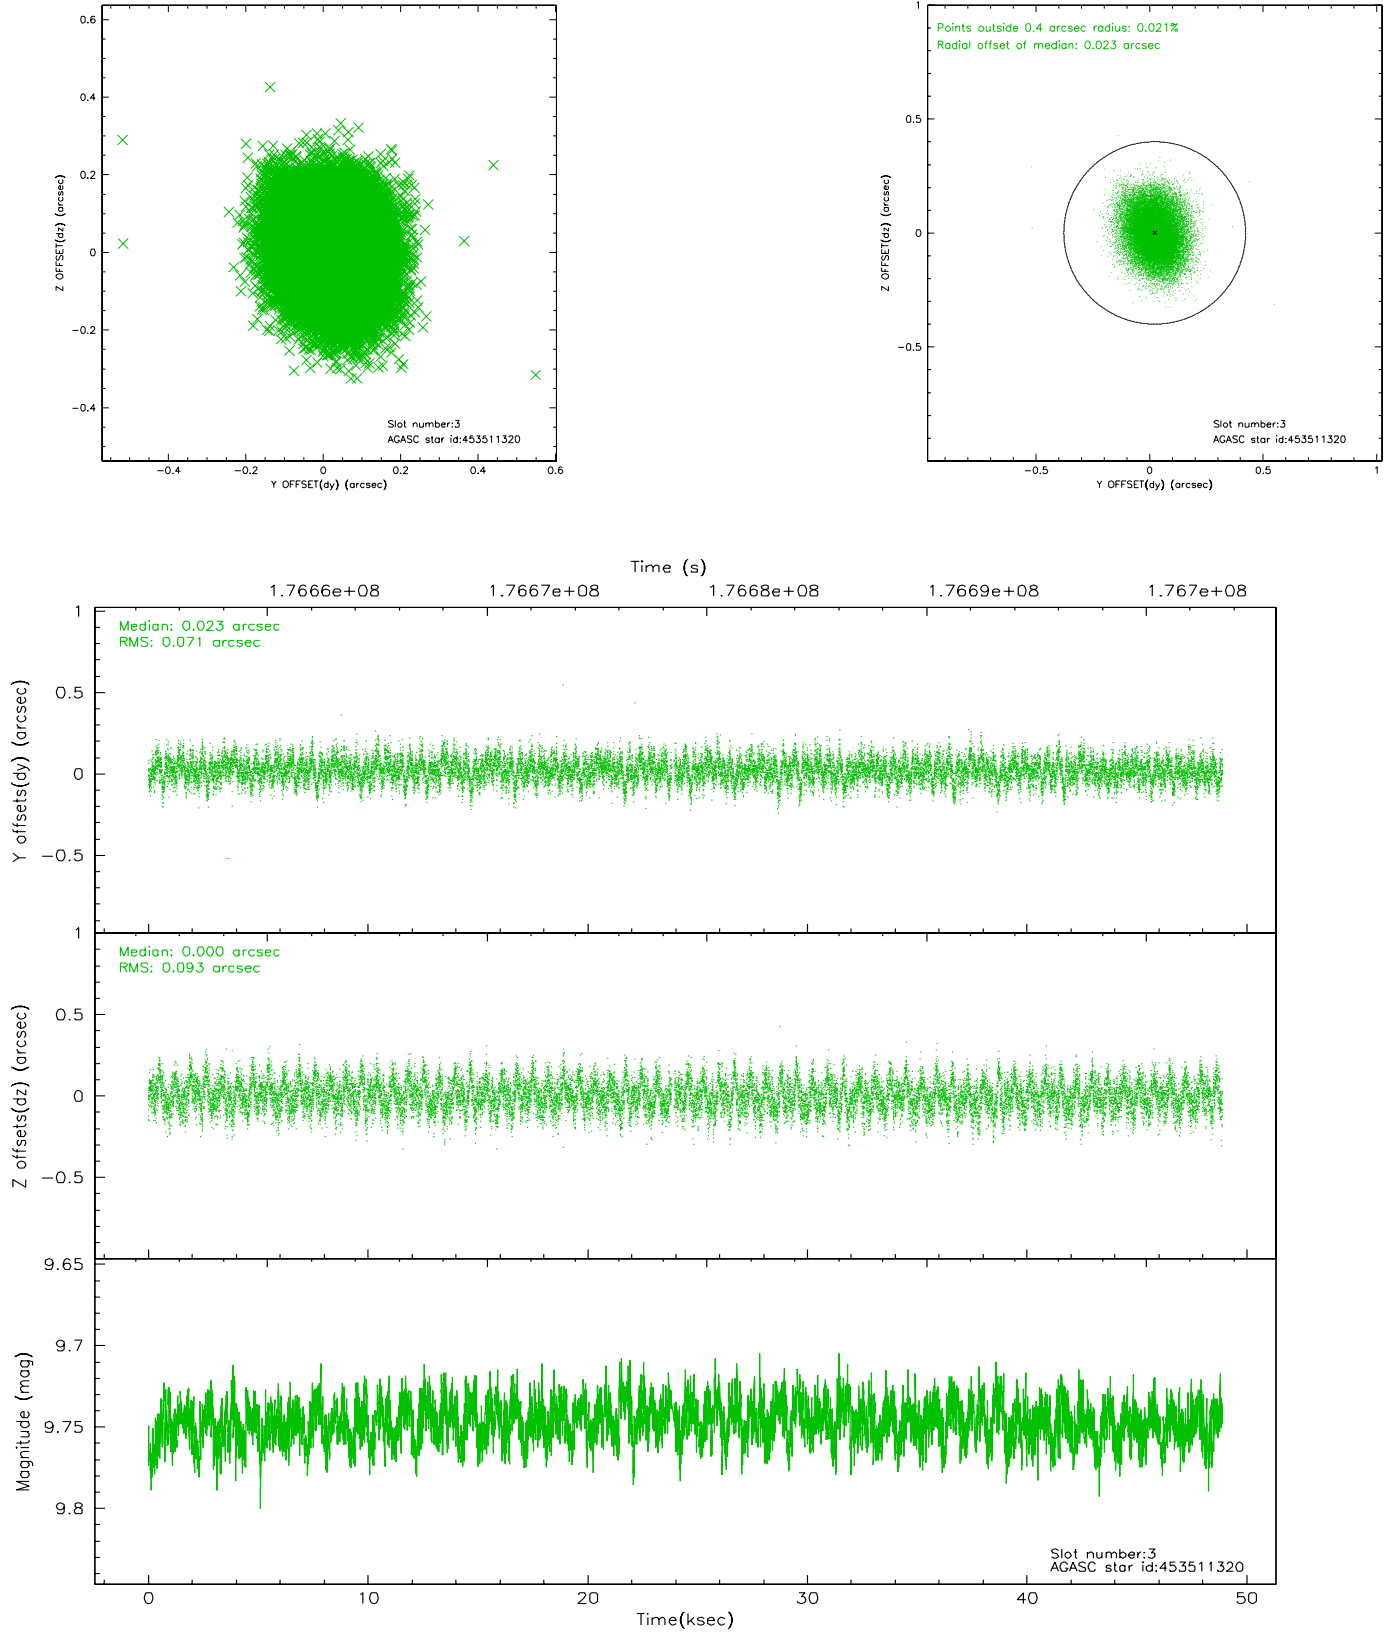 0.6
0.4
0.2
0
−0.2
−0.4
Z OFFSET(dz) (arcsec)
Slot number:3
AGASC star id:453511320
−0.4 −0.2 0 0.2 0.4 0.6
Y OFFSET(dy) (arcsec)
Points outside 0.4 arcsec radius: 0.021%
Radial offset of median: 0.023 arcsec
1
0.5
0
−0.5
Z OFFSET(dz) (arcsec)
Slot number:3
AGASC star id:453511320
−0.5 0 0.5 1
Y OFFSET(dy) (arcsec)
Time (s)
1.7666e+08 1.7667e+08 1.7668e+08 1.7669e+08 1.767e+08
Median: 0.023 arcsec
RMS: 0.071 arcsec
1
0.5
0
−0.5
Y offsets(dy) (arcsec)
Median: 0.000 arcsec
RMS: 0.093 arcsec
1
0.5
0
−0.5
Z offsets(dz) (arcsec)
9.65
9.7
9.75
9.8
Magnitude (mag)
Slot number:3
AGASC star id:453511320
0 10 20 30 40 50
Time(ksec)